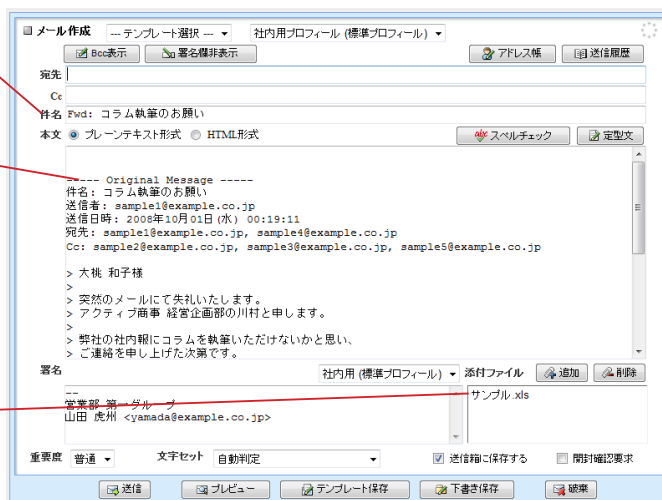 メール作成 --- テンプレート選択 --- 社内用プロフィール (標準プロフィール)
Bcc表示 署名欄非表示 アドレス帳 送信履歴
宛先
Cc
件名 Fwd: コラム執筆のお願い
本文 プレーンテキスト形式 HTML形式 abc スペルチェック 定型文
----- Original Message -----
件名: コラム執筆のお願い
送信者: sample1@example.co.jp
送信日時: 2008年10月01日(水) 00:19:11
宛先: sample1@example.co.jp, sample4@example.co.jp
Cc: sample2@example.co.jp, sample3@example.co.jp, sample5@example.co.jp
> 大桃 和子様
>
> 突然のメールにて失礼いたします。
> アクティブ商事 経営企画部の川村と申します。
>
> 弊社の社内報にコラムを執筆いただけないかと思い、
> ご連絡を申し上げた次第です。
署名 社内用 (標準プロフィール) 添付ファイル 追加 削除
--
営業部 第一グループ
山田 虎州 <yamada@example.co.jp>
サンプル.xls
重要度 普通 文字セット 自動判定 送信箱に保存する 開封確認要求
送信 プレビュー テンプレート保存 下書き保存 破棄